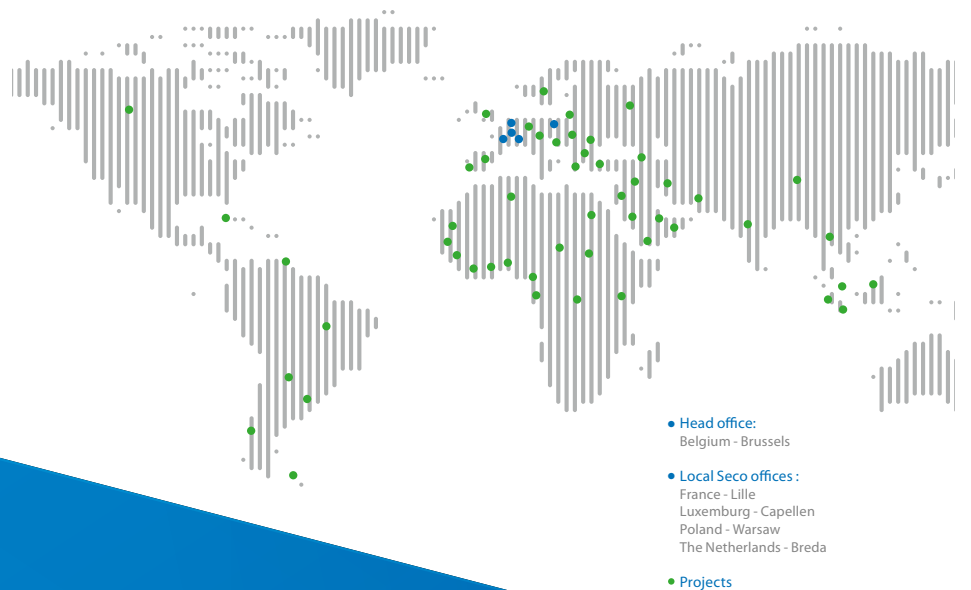 Head office:
Belgium - Brussels
Local Seco offices :
France - Lille
Luxemburg - Capellen
Poland - Warsaw
The Netherlands - Breda
Projects